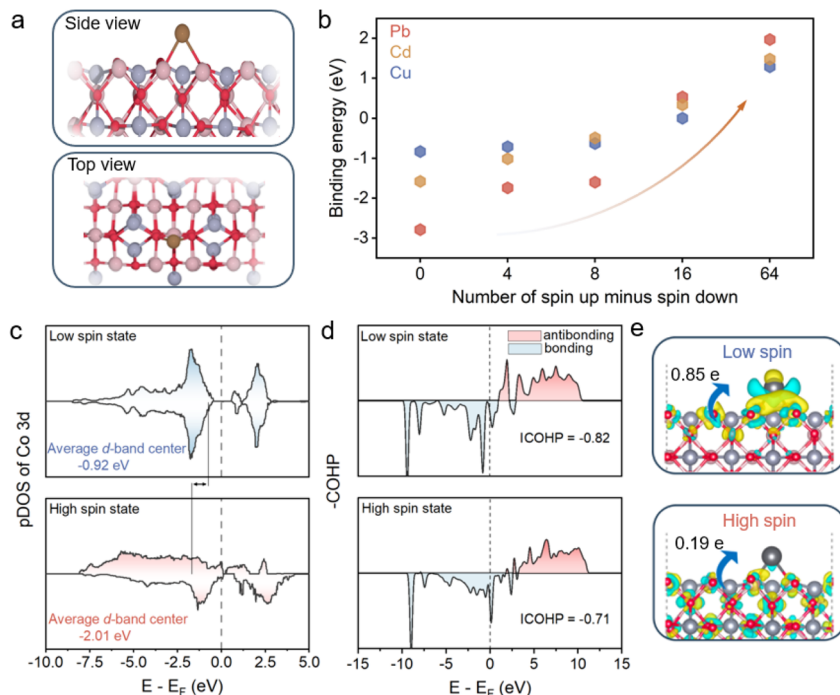 a
Side view
Top view
b
Pb
Cd
Cu
Binding energy (eV)
2
1
0
-1
-2
-3
0 4 8 16 64
Number of spin up minus spin down
c
pDOS of Co 3d
Low spin state
Average d-band center
-0.92 eV
High spin state
Average d-band center
-2.01 eV
-10.0 -7.5 -5.0 -2.5 0.0 2.5 5.0
E - EF (eV)
d
-COHP
Low spin state
antibonding
bonding
ICOHP = -0.82
High spin state
ICOHP = -0.71
-15 -10 -5 0 5 10 15
E - EF (eV)
e
Low spin
0.85 e
High spin
0.19 e